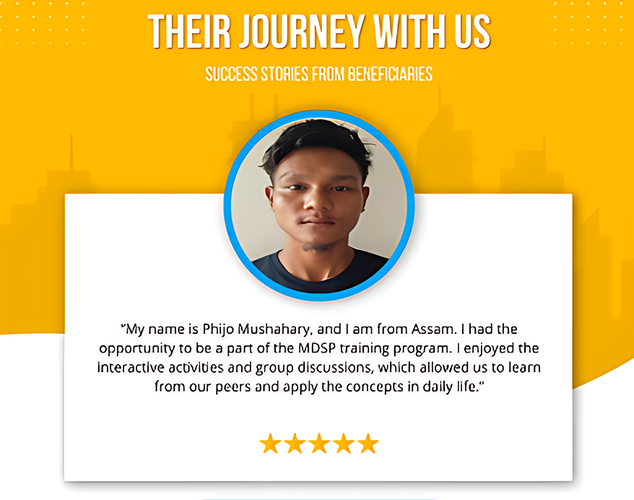 THEIR JOURNEY WITH US
SUCCESS STORIES FROM BENEFICIARIES
"My name is Phijo Mushahary, and I am from Assam. I had the
opportunity to be a part of the MDSP training program. I enjoyed the
interactive activities and group discussions, which allowed us to learn
from our peers and apply the concepts in daily life."